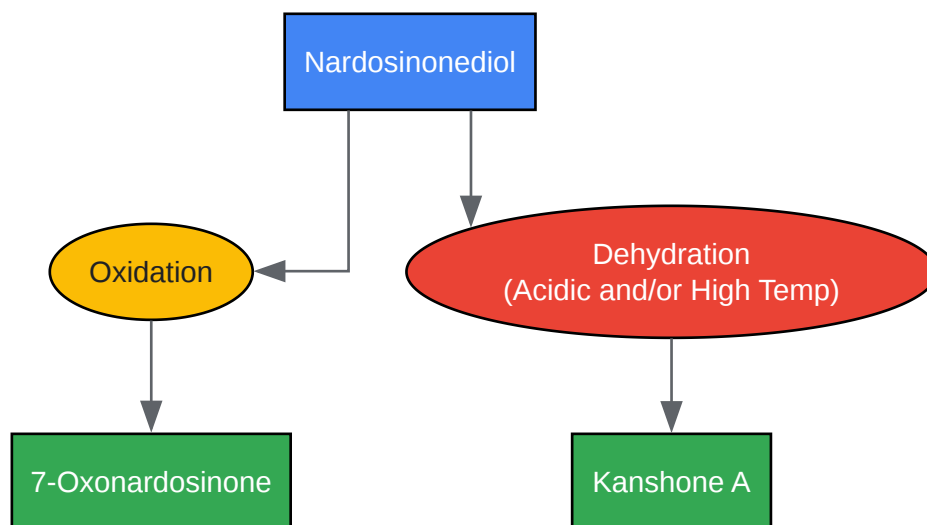 Nardosinonediol
Oxidation
Dehydration
(Acidic and/or High Temp)
7-Oxonardosinone
Kanshone A